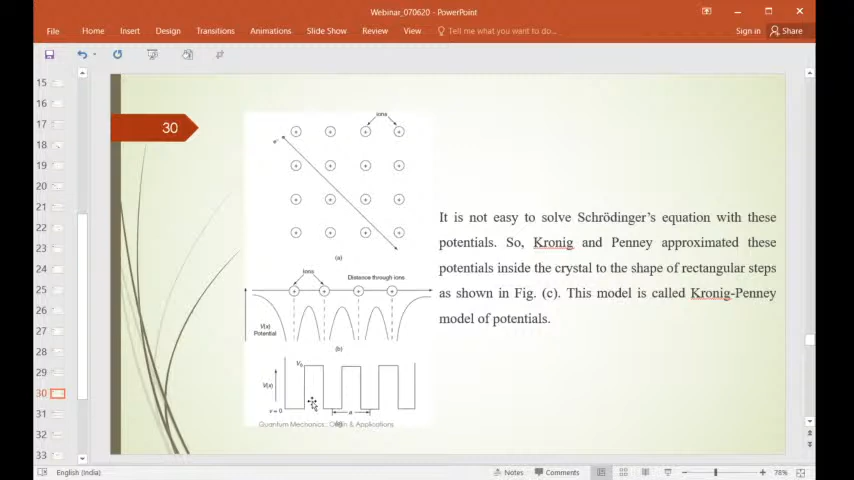 Webinar_070620 - PowerPoint
File Home Insert Design Transitions Animations Slide Show Review View Tell me what you want to do... Sign in Share
15
16
17
18
19
20
21
22
23
24
25
26
27
28
29
30
31
32
33
30
ions
e-
(a)
ions
Distance through ions
V(x)
Potential
(b)
V₀
V(x)
v = 0
a
Quantum Mechanics : Origin & Applications
It is not easy to solve Schrödinger's equation with these
potentials. So, Kronig and Penney approximated these
potentials inside the crystal to the shape of rectangular steps
as shown in Fig. (c). This model is called Kronig-Penney
model of potentials.
English (India) Notes Comments 78%